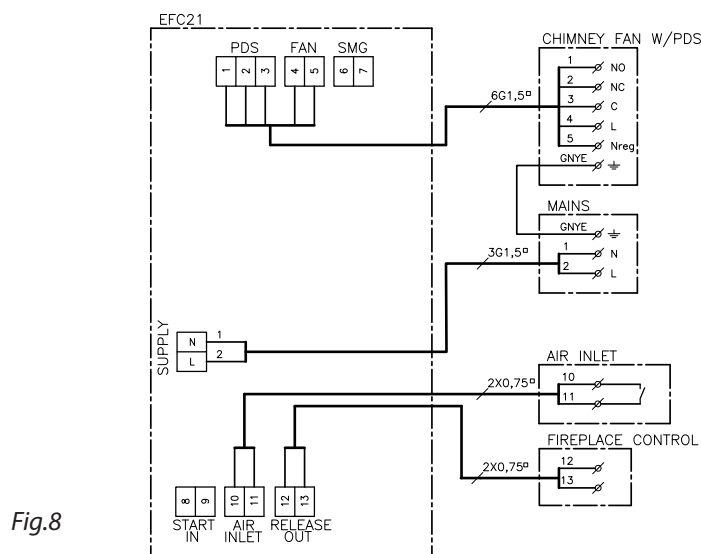 EFC21
PDS FAN SMG
1 2 3 4 5 6 7
CHIMNEY FAN W/PDS
1 NO
2 NC
3 C
4 L
5 Nreg
GNYE
6G1,5
MAINS
GNYE
1 N
2 L
3G1,5
SUPPLY
N 1
L 2
AIR INLET
10
11
2X0,75
FIREPLACE CONTROL
12
13
2X0,75
8 9 10 11 12 13
START IN
AIR INLET
RELEASE OUT
Fig.8